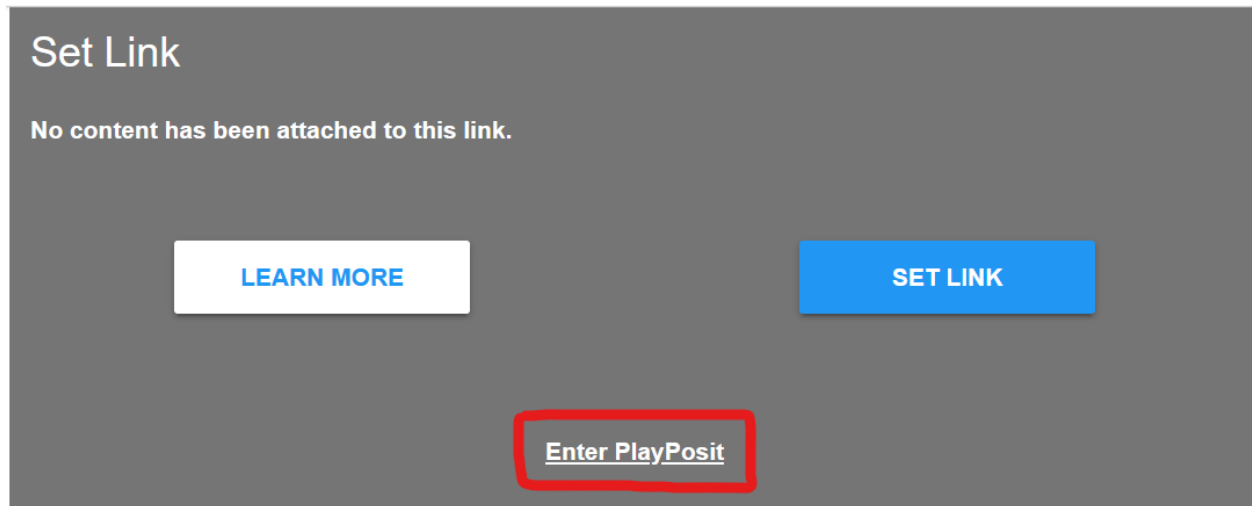 Set Link
No content has been attached to this link.
LEARN MORE
SET LINK
Enter PlayPosit